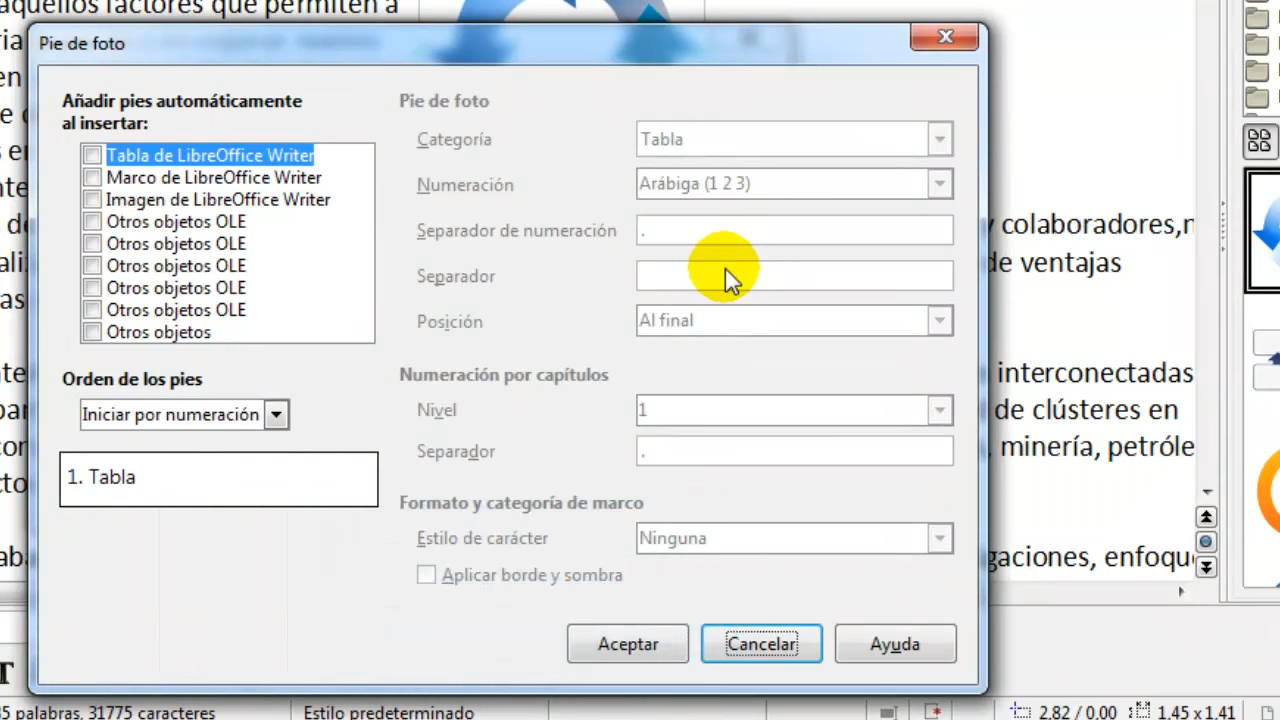 aquellos factores que permiten a
Pie de foto
Añadir pies automáticamente
al insertar:
Tabla de LibreOffice Writer
Marco de LibreOffice Writer
Imagen de LibreOffice Writer
Otros objetos OLE
Otros objetos OLE
Otros objetos OLE
Otros objetos OLE
Otros objetos OLE
Otros objetos
Orden de los pies
Iniciar por numeración
1. Tabla
Pie de foto
Categoría
Tabla
Numeración
Arábiga (1 2 3)
Separador de numeración
.
Separador
Posición
Al final
Numeración por capítulos
Nivel
1
Separador
.
Formato y categoría de marco
Estilo de carácter
Ninguna
Aplicar borde y sombra
Aceptar
Cancelar
Ayuda
y colaboradores,n
de ventajas
interconectadas
de clústeres en
minería, petróle
gaciones, enfoqu
5 palabras, 31775 caracteres
Estilo predeterminado
2.82 / 0.00
1.45 x 1.41